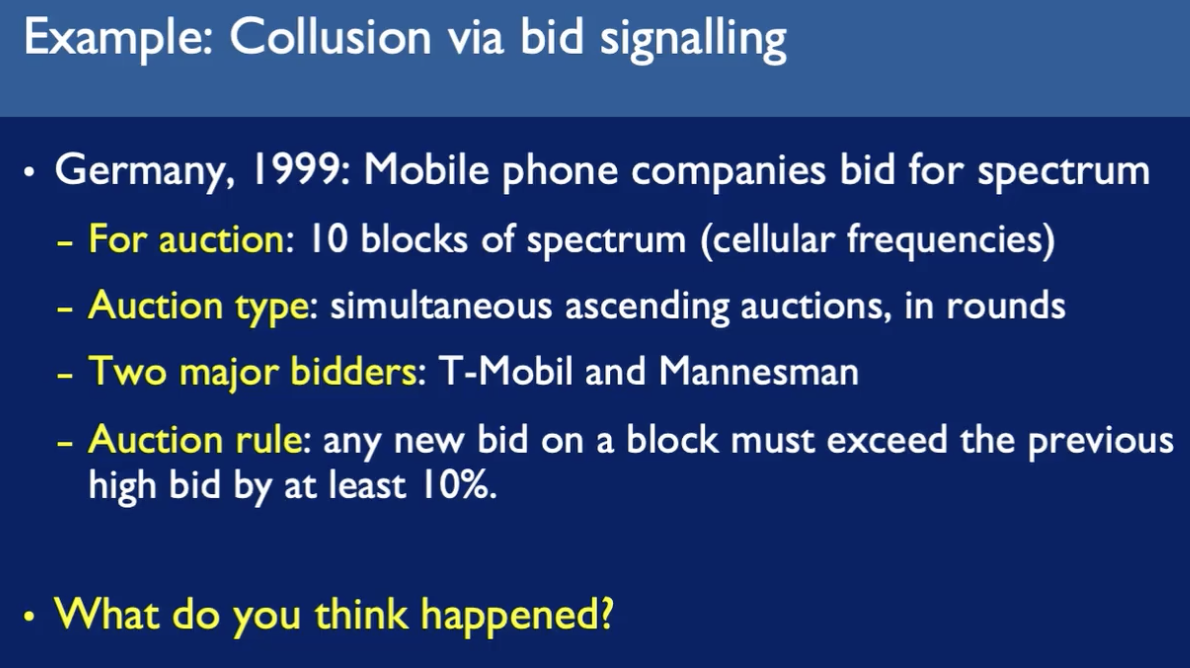 Example: Collusion via bid signalling
• Germany, 1999: Mobile phone companies bid for spectrum
– For auction: 10 blocks of spectrum (cellular frequencies)
– Auction type: simultaneous ascending auctions, in rounds
– Two major bidders: T-Mobil and Mannesman
– Auction rule: any new bid on a block must exceed the previous
high bid by at least 10%.
• What do you think happened?